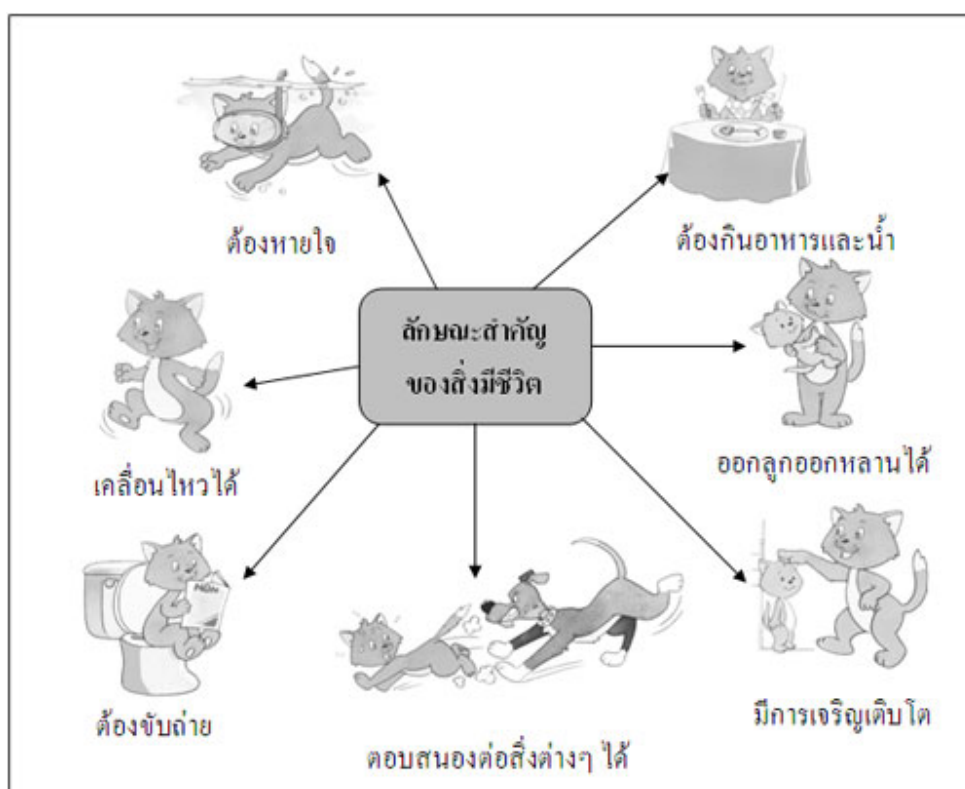 ต้องหายใจ
ต้องกินอาหารและน้ำ
ลักษณะสำคัญ
ของสิ่งมีชีวิต
เคลื่อนไหวได้
ออกลูกออกหลานได้
ต้องขับถ่าย
ตอบสนองต่อสิ่งต่างๆ ได้
มีการเจริญเติบโต